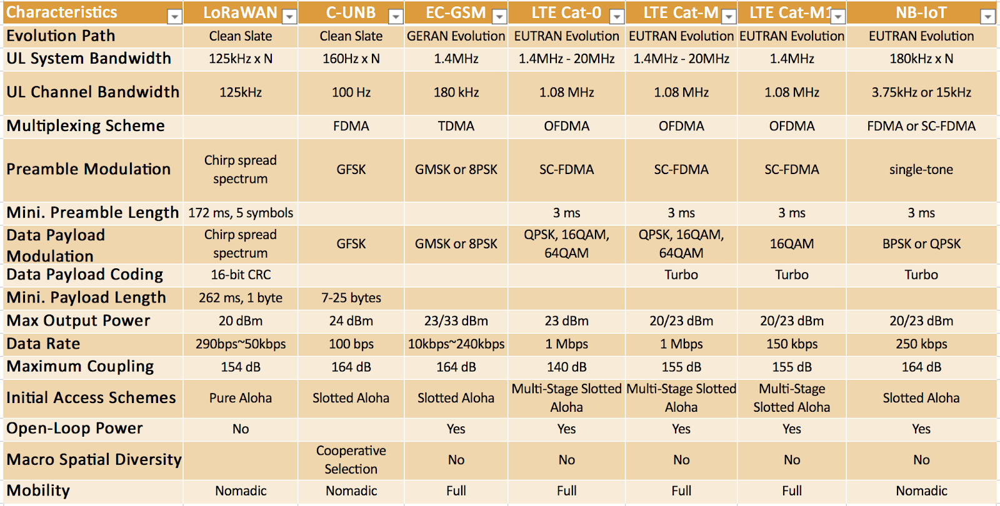 Characteristics LoRaWAN C-UNB EC-GSM LTE Cat-0 LTE Cat-M LTE Cat-M1 NB-IoT
Evolution Path Clean Slate Clean Slate GERAN Evolution EUTRAN Evolution EUTRAN Evolution EUTRAN Evolution EUTRAN Evolution
UL System Bandwidth 125kHz x N 160Hz x N 1.4MHz 1.4MHz - 20MHz 1.4MHz - 20MHz 1.4MHz 180kHz x N
UL Channel Bandwidth 125kHz 100 Hz 180 kHz 1.08 MHz 1.08 MHz 1.08 MHz 3.75kHz or 15kHz
Multiplexing Scheme FDMA TDMA OFDMA OFDMA OFDMA FDMA or SC-FDMA
Preamble Modulation Chirp spread
spectrum GFSK GMSK or 8PSK SC-FDMA SC-FDMA SC-FDMA single-tone
Mini. Preamble Length 172 ms, 5 symbols 3 ms 3 ms 3 ms 3 ms
Data Payload
Modulation Chirp spread
spectrum GFSK GMSK or 8PSK QPSK, 16QAM,
64QAM QPSK, 16QAM,
64QAM 16QAM BPSK or QPSK
Data Payload Coding 16-bit CRC Turbo Turbo Turbo
Mini. Payload Length 262 ms, 1 byte 7-25 bytes
Max Output Power 20 dBm 24 dBm 23/33 dBm 23 dBm 20/23 dBm 20/23 dBm 20/23 dBm
Data Rate 290bps~50kbps 100 bps 10kbps~240kbps 1 Mbps 1 Mbps 150 kbps 250 kbps
Maximum Coupling 154 dB 164 dB 164 dB 140 dB 155 dB 155 dB 164 dB
Initial Access Schemes Pure Aloha Slotted Aloha Slotted Aloha Multi-Stage Slotted
Aloha Multi-Stage Slotted
Aloha Multi-Stage
Slotted Aloha Slotted Aloha
Open-Loop Power No Yes Yes Yes Yes Yes
Macro Spatial Diversity Cooperative
Selection No No No No No
Mobility Nomadic Nomadic Full Full Full Full Nomadic